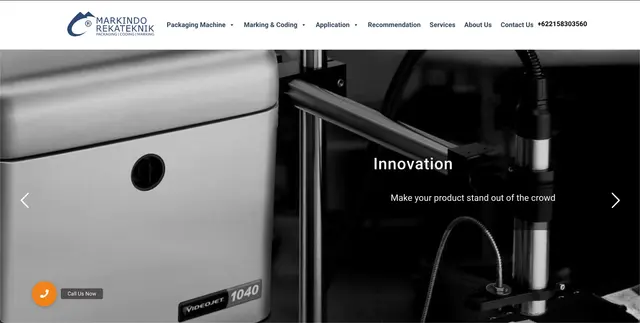 MARKINDO
REKATEKNIK
PACKAGING | CODING | MARKING
Packaging Machine
Marking & Coding
Application
Recommendation
Services
About Us
Contact Us
+622158303560
Innovation
Make your product stand out of the crowd
Call Us Now
VIDEOJET 1040